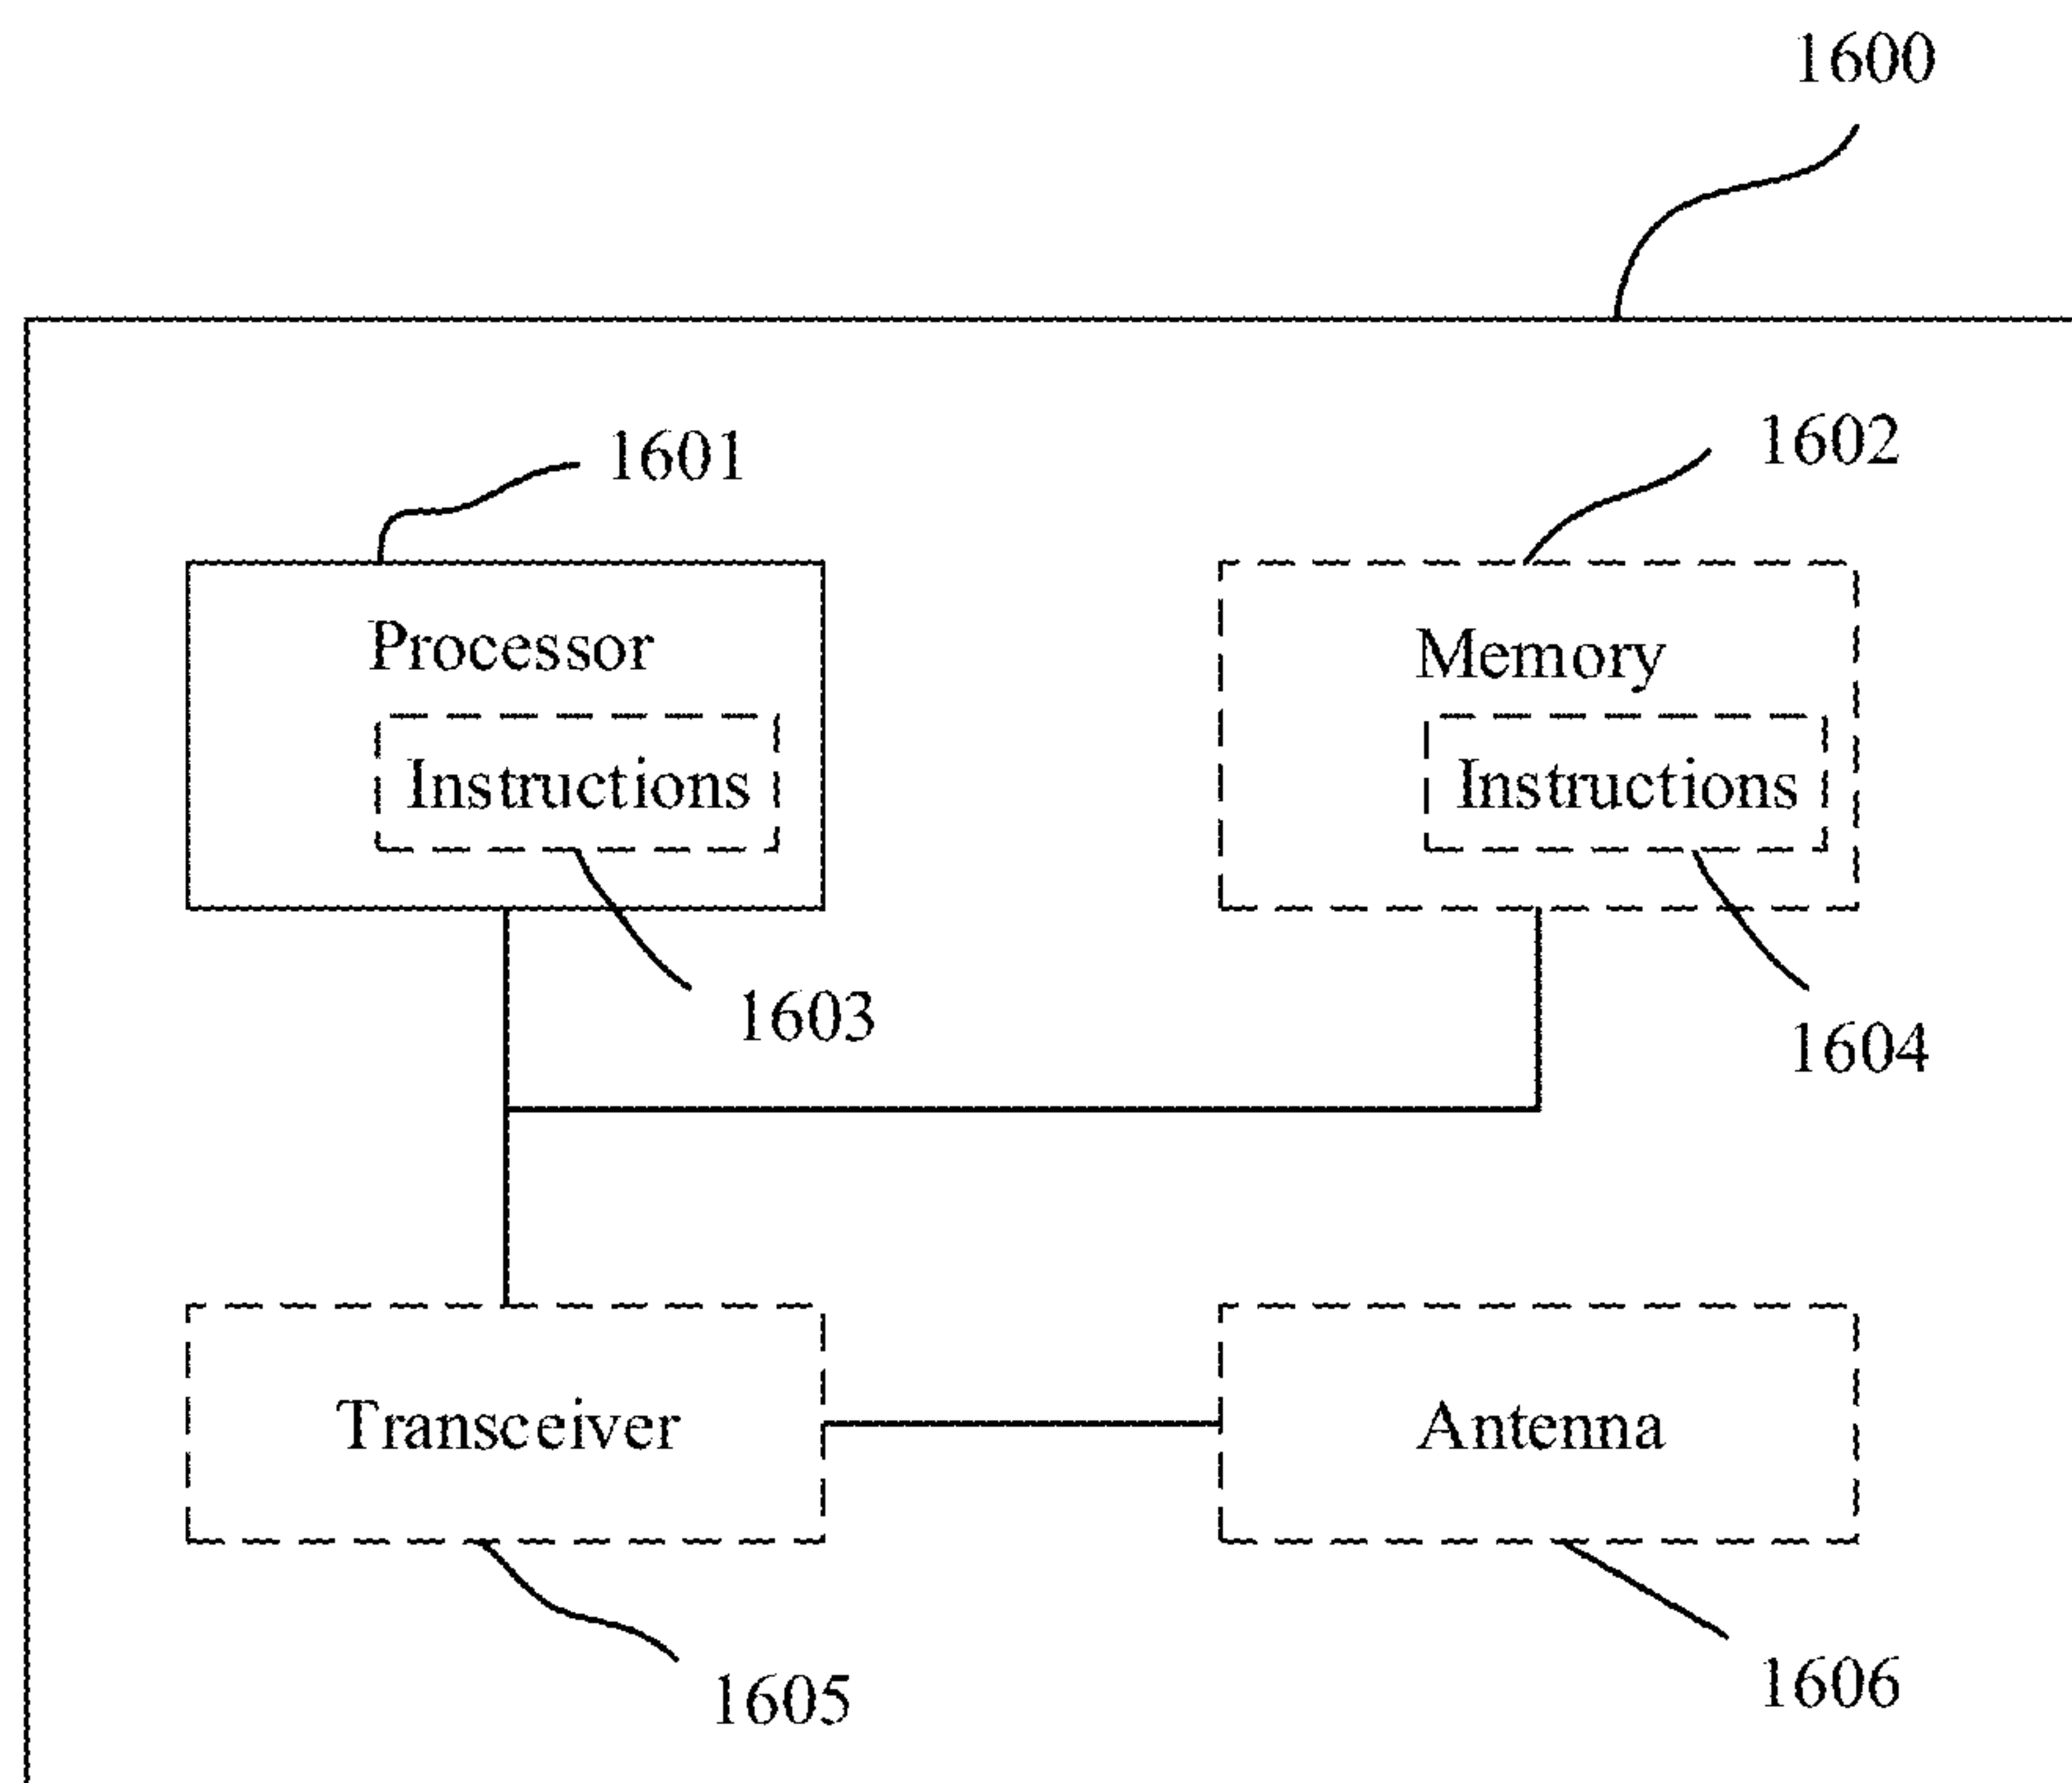 1600
1601
1602
Processor
Memory
Instructions
Instructions
1603
1604
Transceiver
Antenna
1605
1606